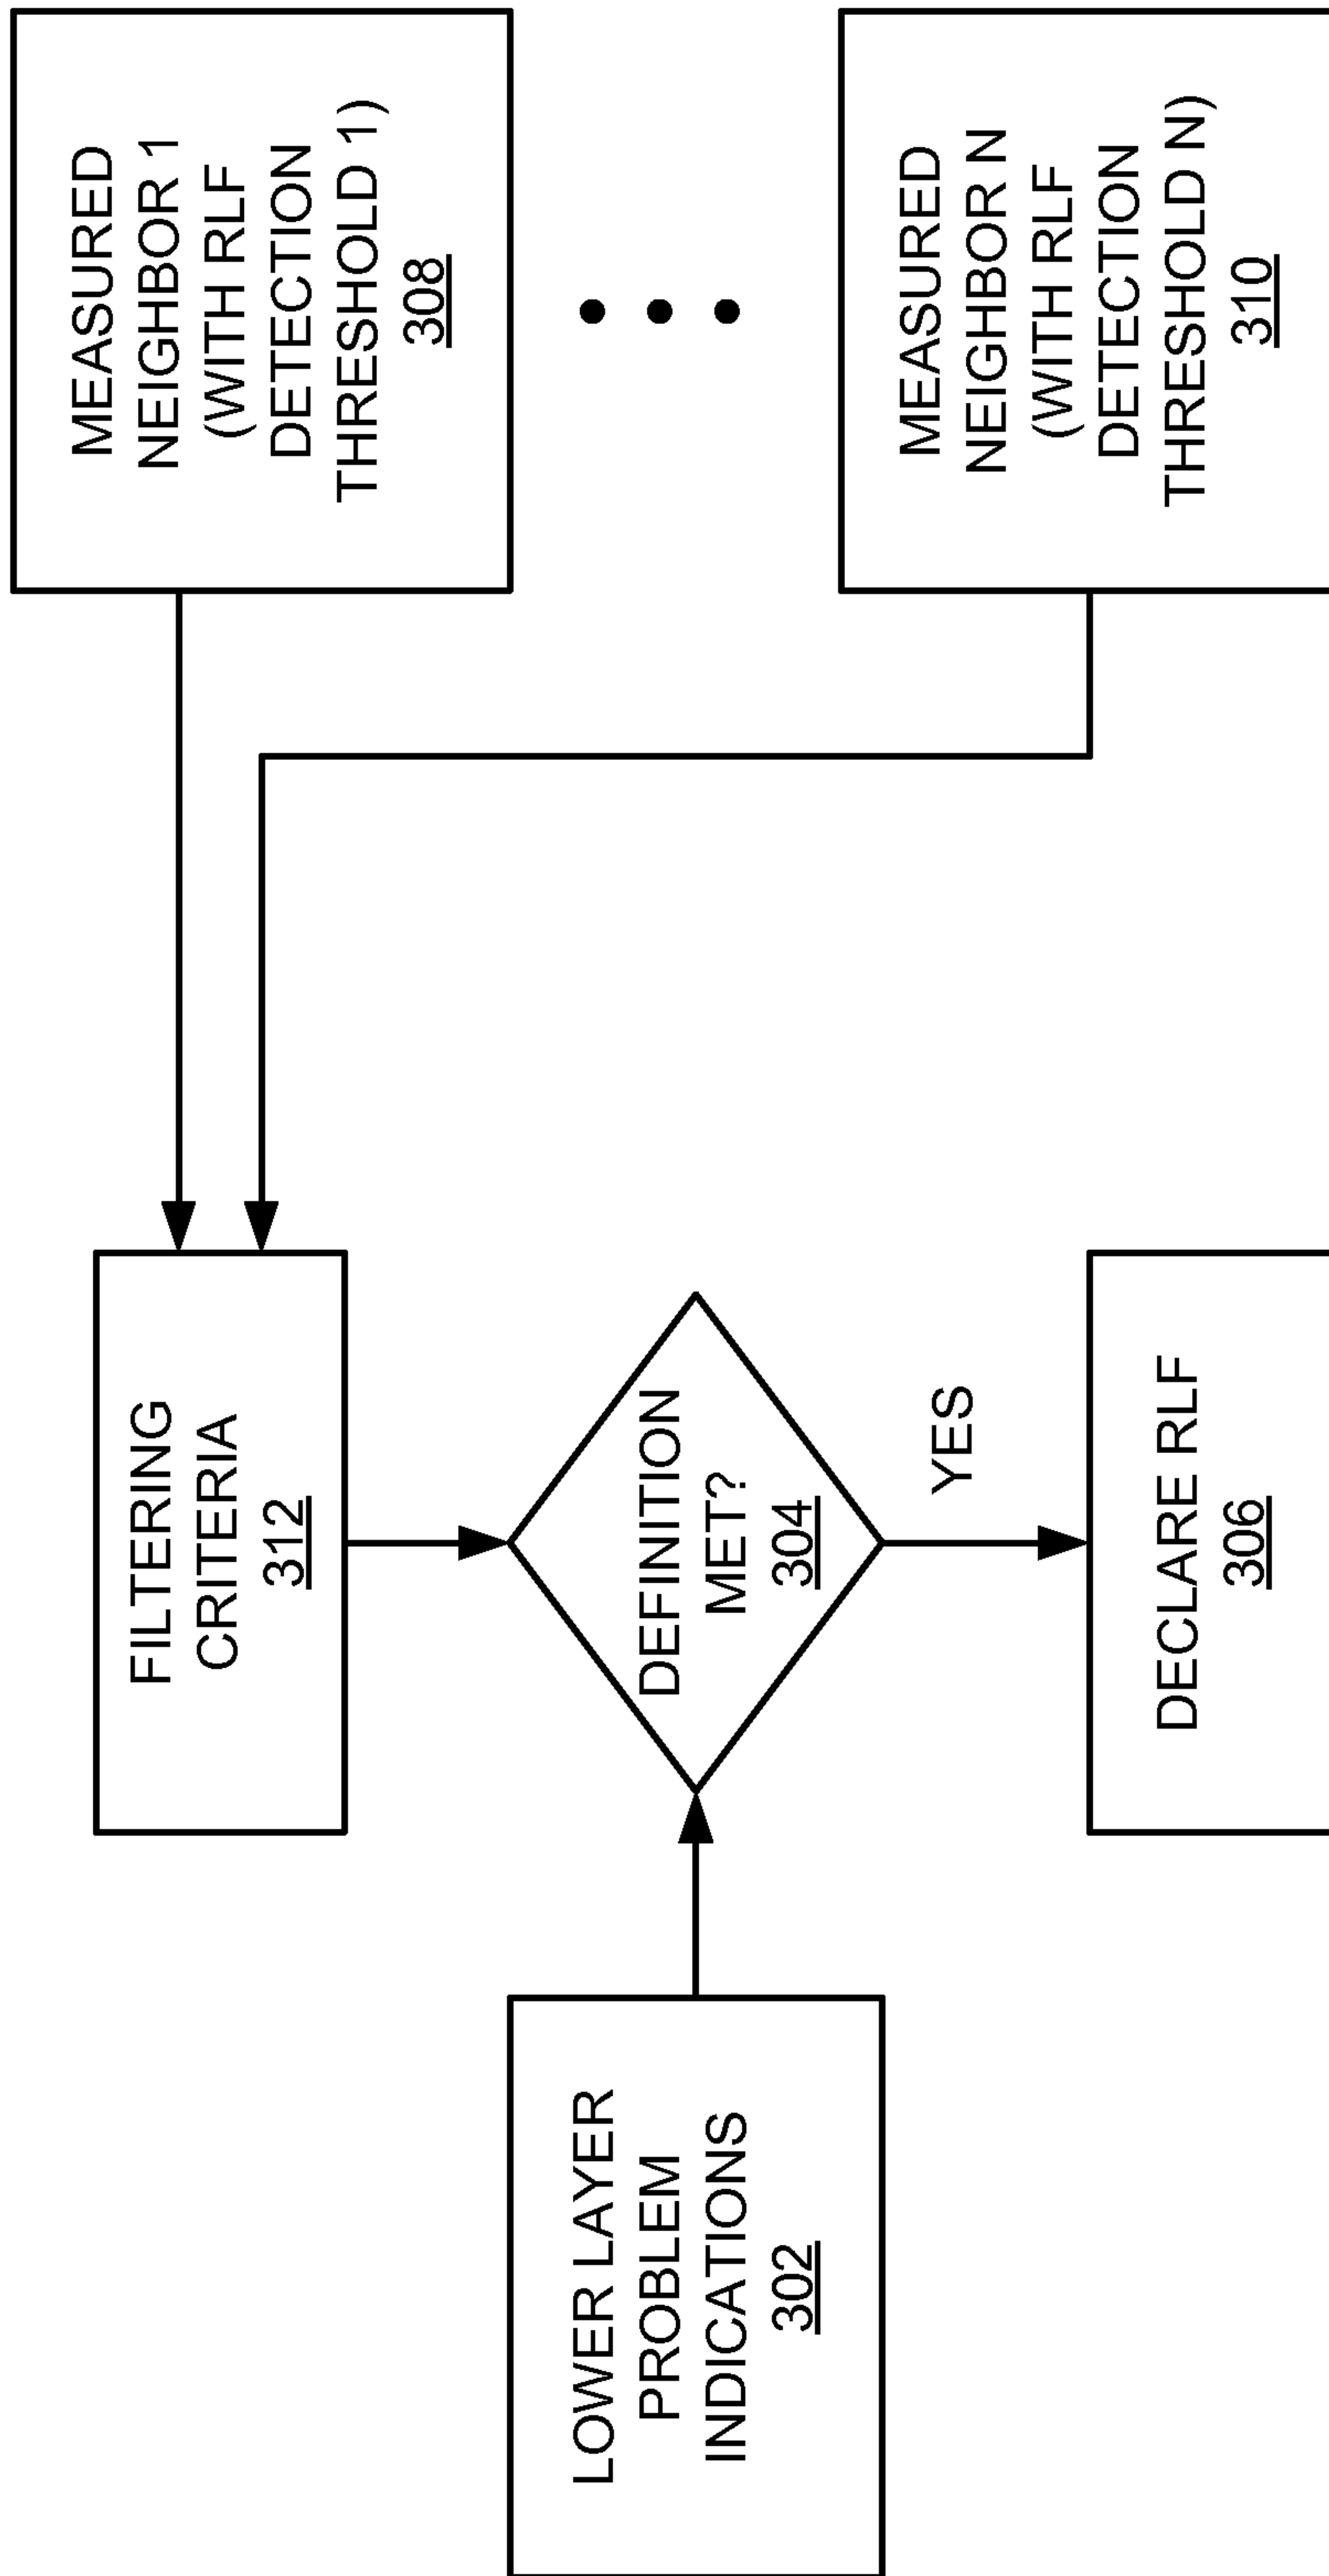 MEASURED
NEIGHBOR 1
(WITH RLF
DETECTION
THRESHOLD 1)
308
MEASURED
NEIGHBOR N
(WITH RLF
DETECTION
THRESHOLD N)
310
FILTERING
CRITERIA
312
DEFINITION
MET?
304
YES
DECLARE RLF
306
LOWER LAYER
PROBLEM
INDICATIONS
302